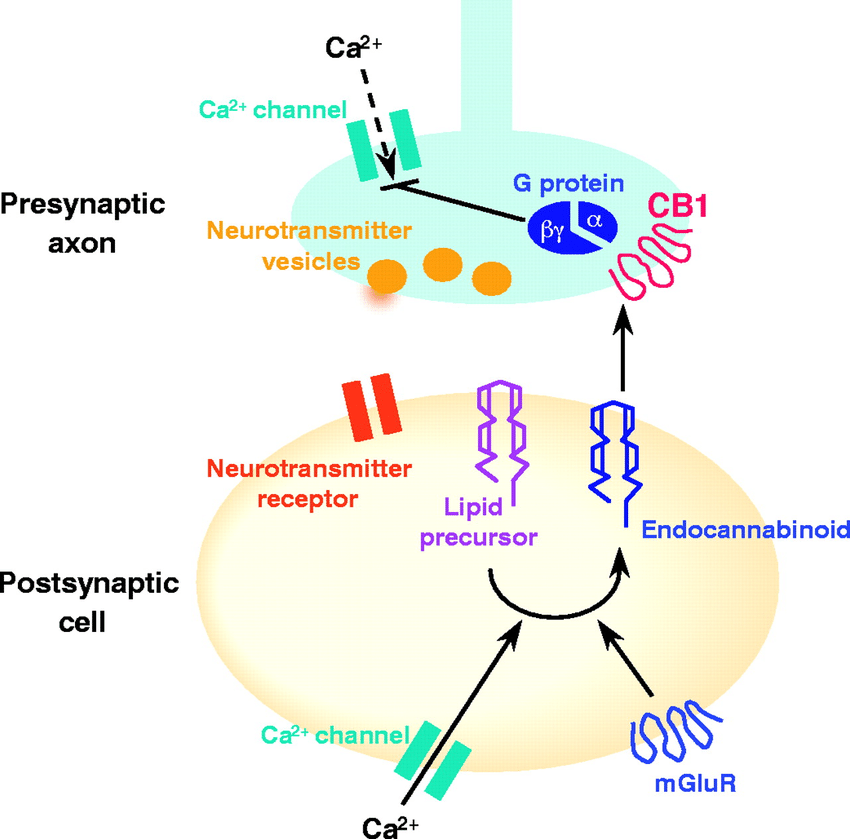 Ca²⁺
Ca²⁺ channel
G protein
Presynaptic
axon
CB1
α
βγ
Neurotransmitter
vesicles
Neurotransmitter
receptor
Lipid
precursor
Endocannabinoid
Postsynaptic
cell
Ca²⁺ channel
mGluR
Ca²⁺